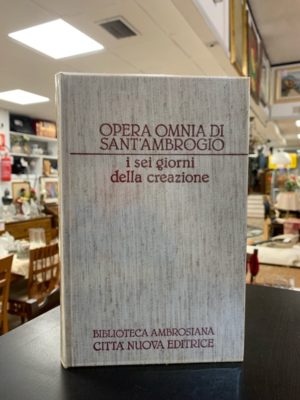 OPERA OMNIA DI
SANT'AMBROGIO
i sei giorni
della creazione
BIBLIOTECA AMBROSIANA
CITTÀ NUOVA EDITRICE